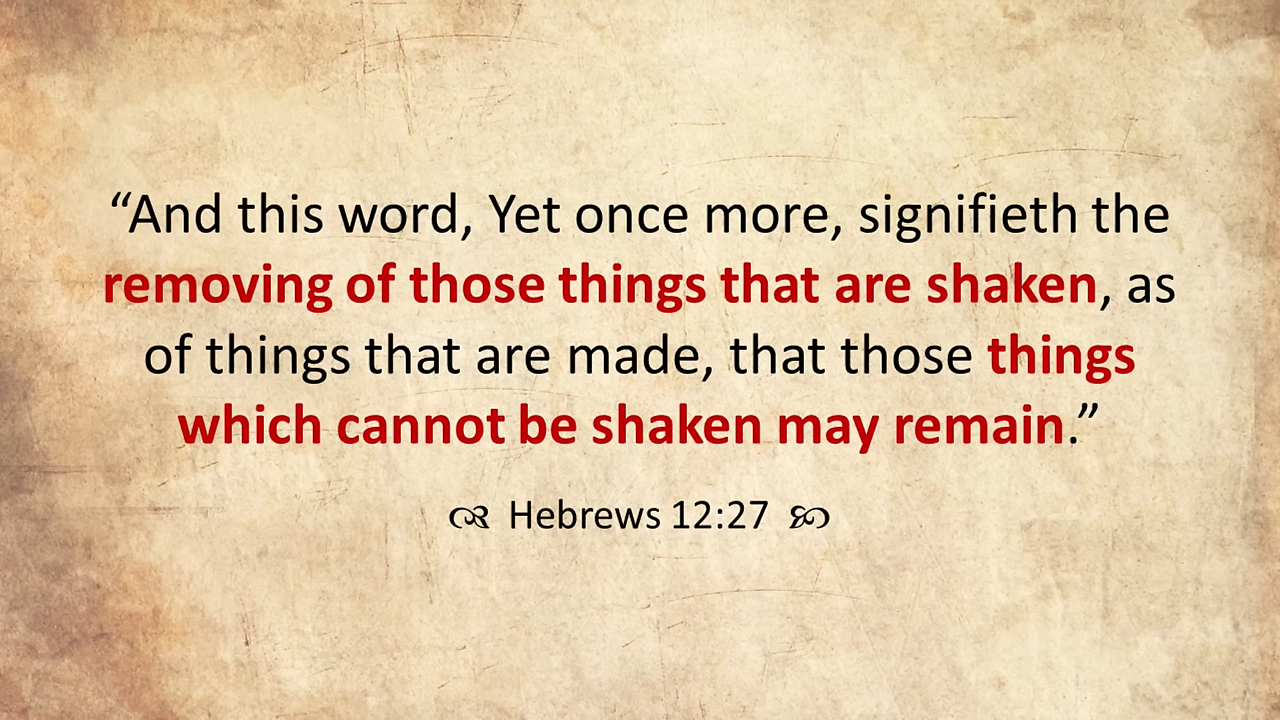 “And this word, Yet once more, signifieth the
removing of those things that are shaken, as
of things that are made, that those things
which cannot be shaken may remain.”
Hebrews 12:27